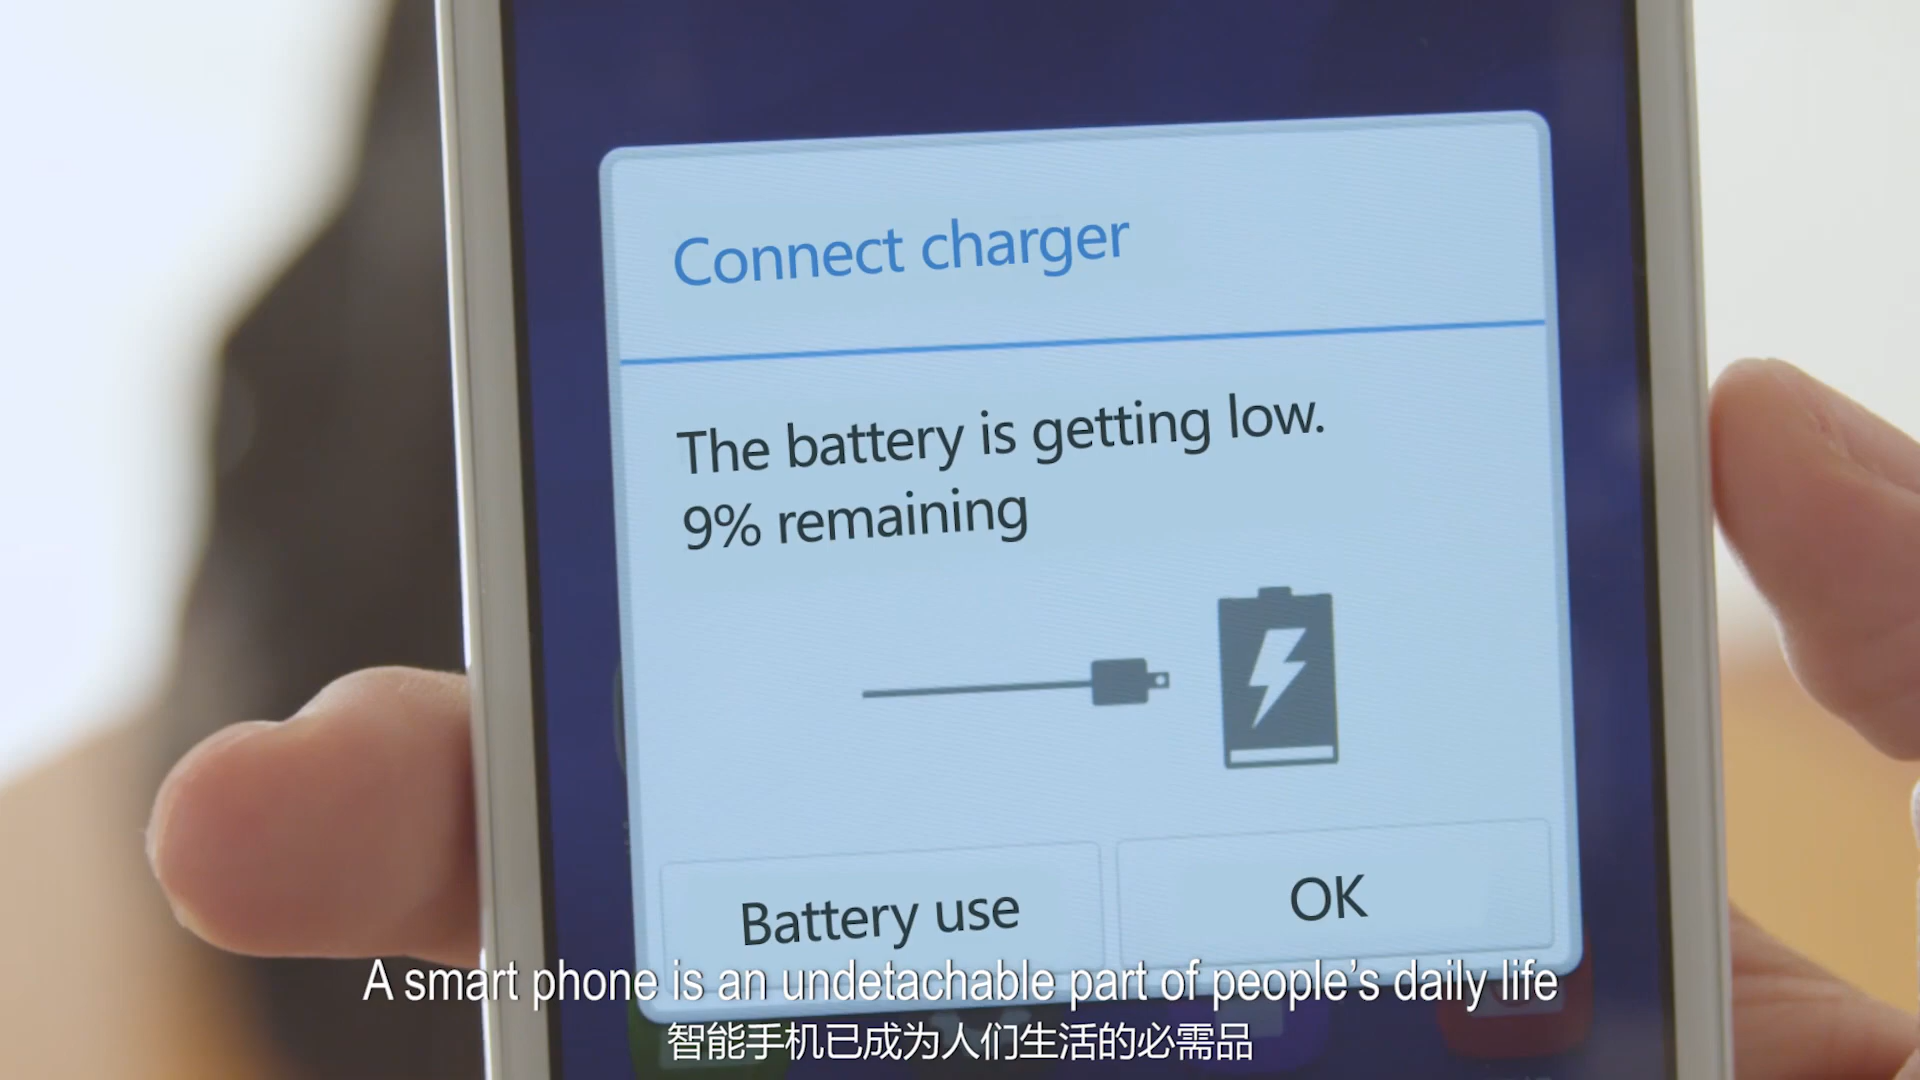 Connect charger
The battery is getting low.
9% remaining
Battery use
OK
A smart phone is an undetachable part of people's daily life
智能手机已成为人们生活的必需品